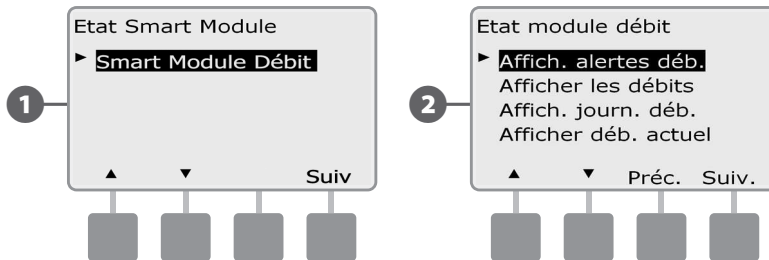 1
Etat Smart Module
► Smart Module Débit
▲ ▼ Suiv
2
Etat module débit
► Affich. alertes déb.
Afficher les débits
Affich. journ. déb.
Afficher déb. actuel
▲ ▼ Préc. Suiv.